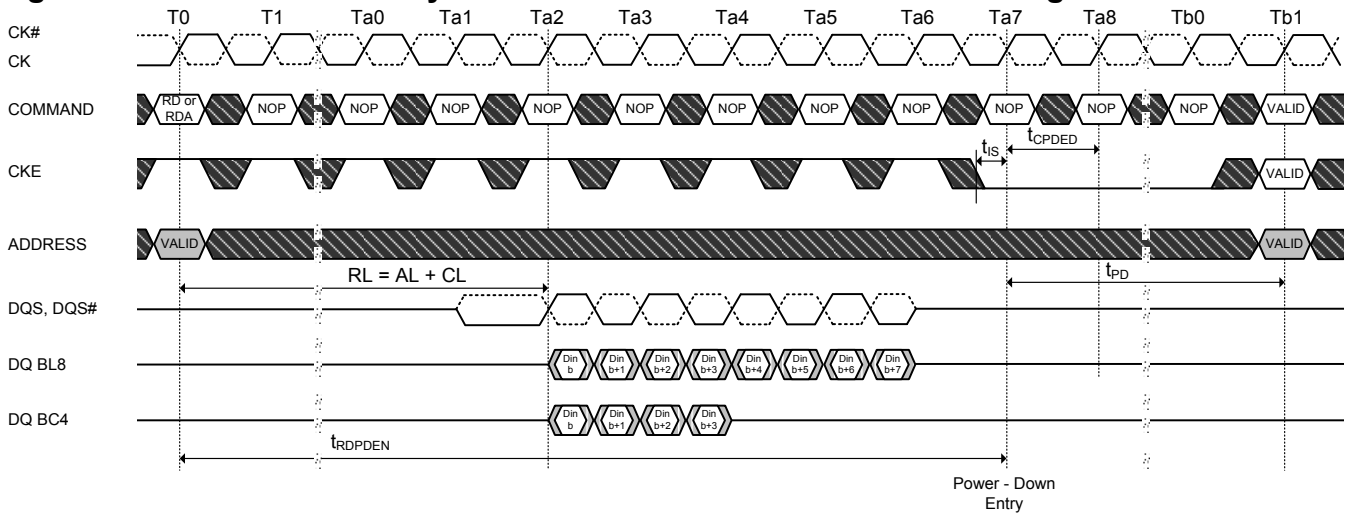 T0 T1 Ta0 Ta1 Ta2 Ta3 Ta4 Ta5 Ta6 Ta7 Ta8 Tb0 Tb1
CK#
CK
COMMAND
RD or
RDA
NOP NOP NOP NOP NOP NOP NOP NOP NOP NOP NOP VALID
tIS
tCPDED
CKE
VALID
ADDRESS
VALID
VALID
RL = AL + CL
tPD
DQS, DQS#
DQ BL8
Din b Din b+1 Din b+2 Din b+3 Din b+4 Din b+5 Din b+6 Din b+7
DQ BC4
Din b Din b+1 Din b+2 Din b+3
tRDPDEN
Power - Down
Entry